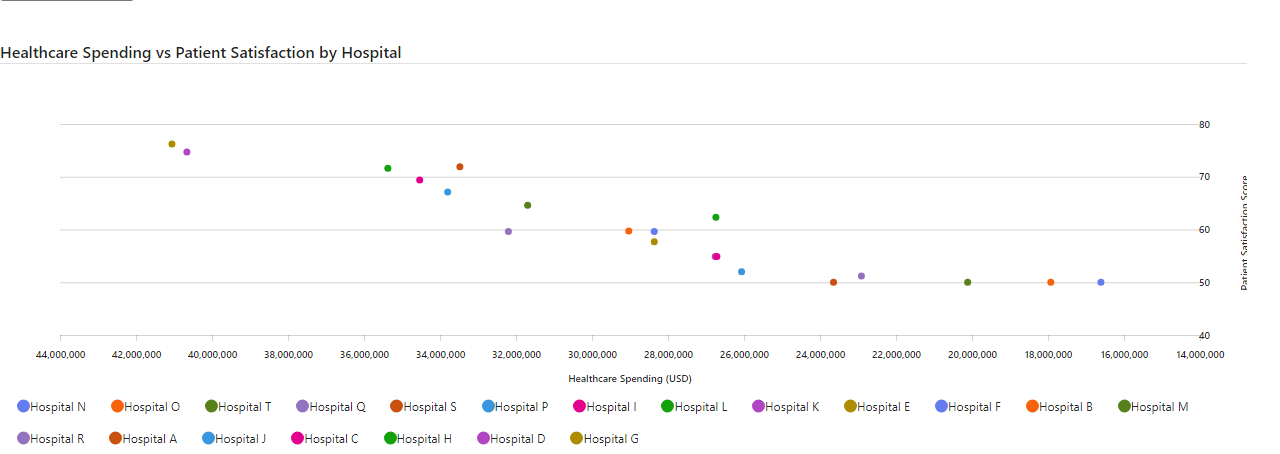 Healthcare Spending vs Patient Satisfaction by Hospital
80
70
60
50
40
Patient Satisfaction Score
44,000,000 42,000,000 40,000,000 38,000,000 36,000,000 34,000,000 32,000,000 30,000,000 28,000,000 26,000,000 24,000,000 22,000,000 20,000,000 18,000,000 16,000,000 14,000,000
Healthcare Spending (USD)
Hospital N Hospital O Hospital T Hospital Q Hospital S Hospital P Hospital I Hospital L Hospital K Hospital E Hospital F Hospital B Hospital M
Hospital R Hospital A Hospital J Hospital C Hospital H Hospital D Hospital G